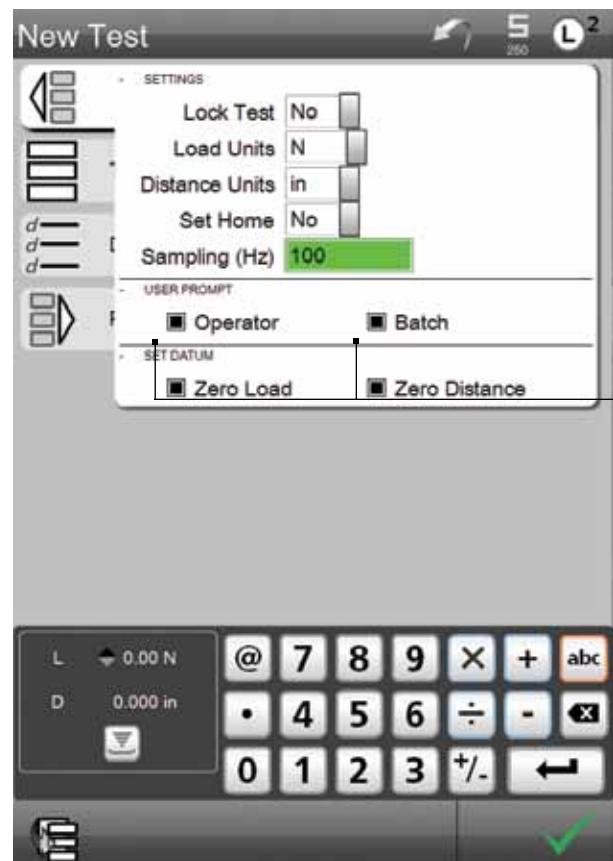 New Test
S
250
L2
SETTINGS
Lock Test No
Load Units N
Distance Units in
Set Home No
Sampling (Hz) 100
USER PROMPT
Operator Batch
SET DATUM
Zero Load Zero Distance
d
d
d
L 0.00 N
D 0.000 in
@ 7 8 9 × + abc
• 4 5 6 ÷ -
0 1 2 3 +/-